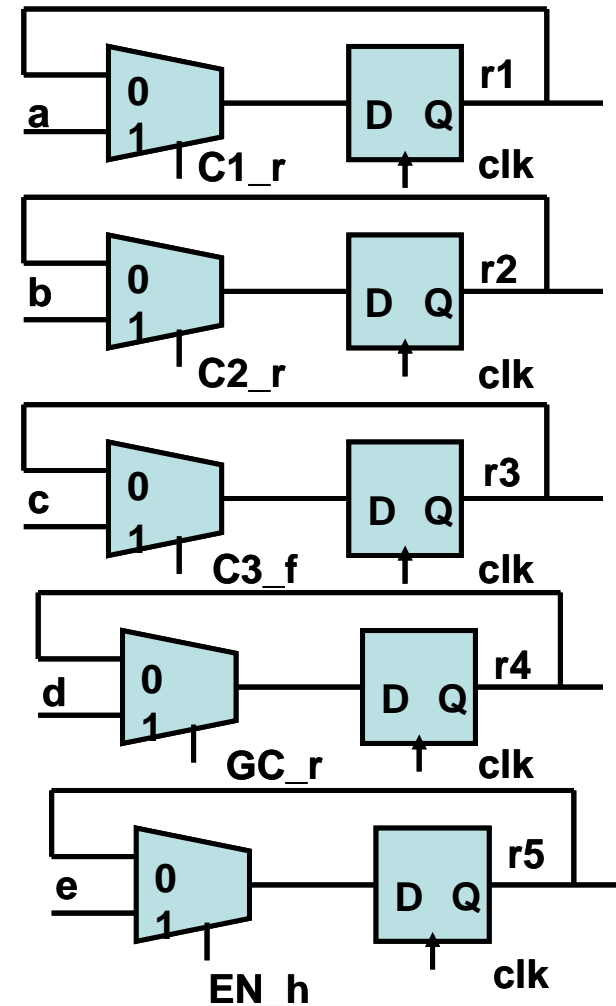 0
r1
a
D Q
1
C1_r
clk
0
r2
b
D Q
1
C2_r
clk
0
r3
c
D Q
1
C3_f
clk
0
r4
d
D Q
1
GC_r
clk
0
r5
e
D Q
1
EN_h
clk